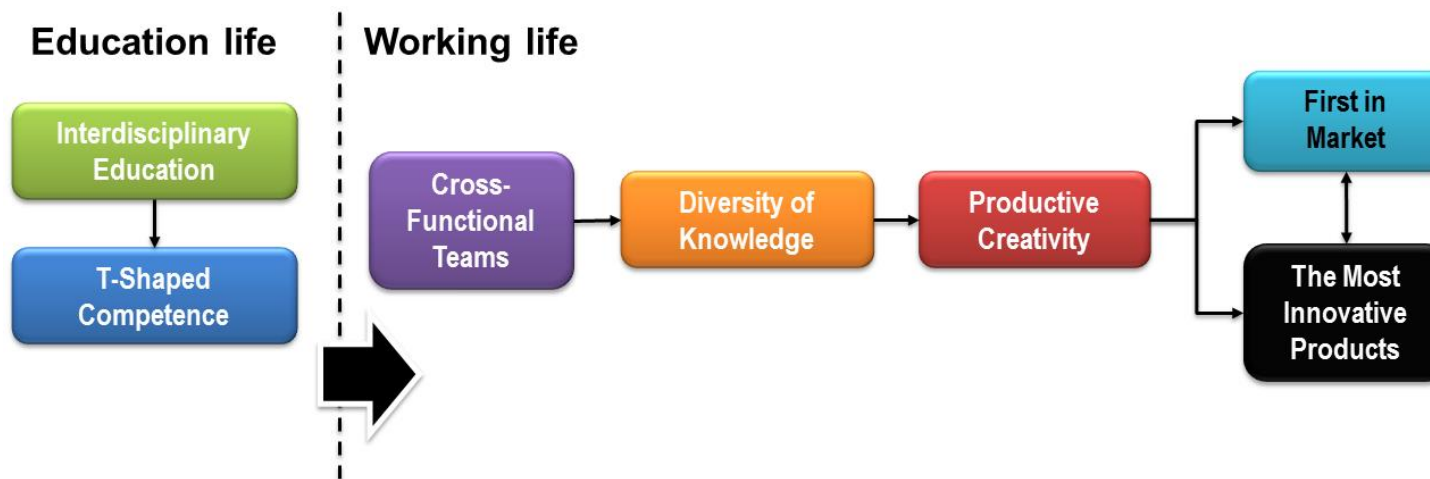 Education life
Working life
Interdisciplinary
Education
T-Shaped
Competence
Cross-
Functional
Teams
Diversity of
Knowledge
Productive
Creativity
First in
Market
The Most
Innovative
Products